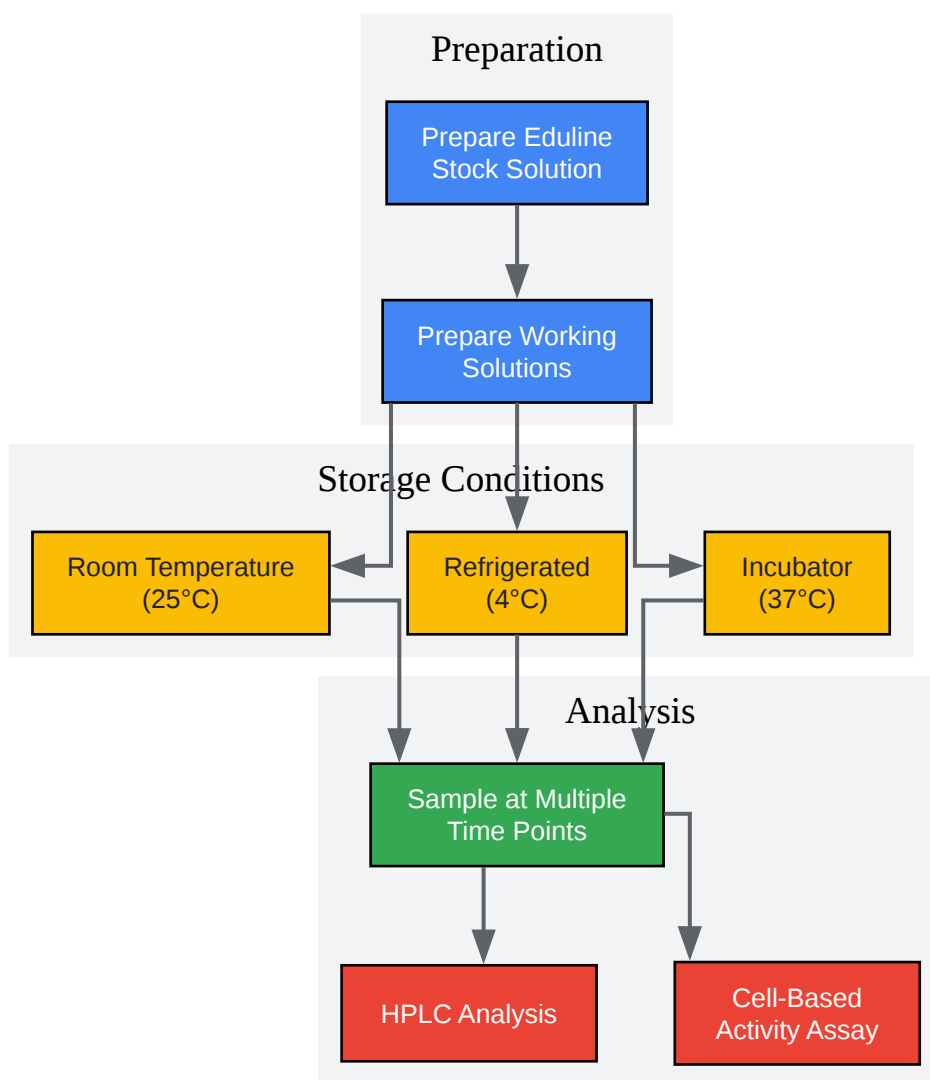 Preparation
Prepare Eduline
Stock Solution
Prepare Working
Solutions
Storage Conditions
Room Temperature
(25°C)
Refrigerated
(4°C)
Incubator
(37°C)
Analysis
Sample at Multiple
Time Points
HPLC Analysis
Cell-Based
Activity Assay